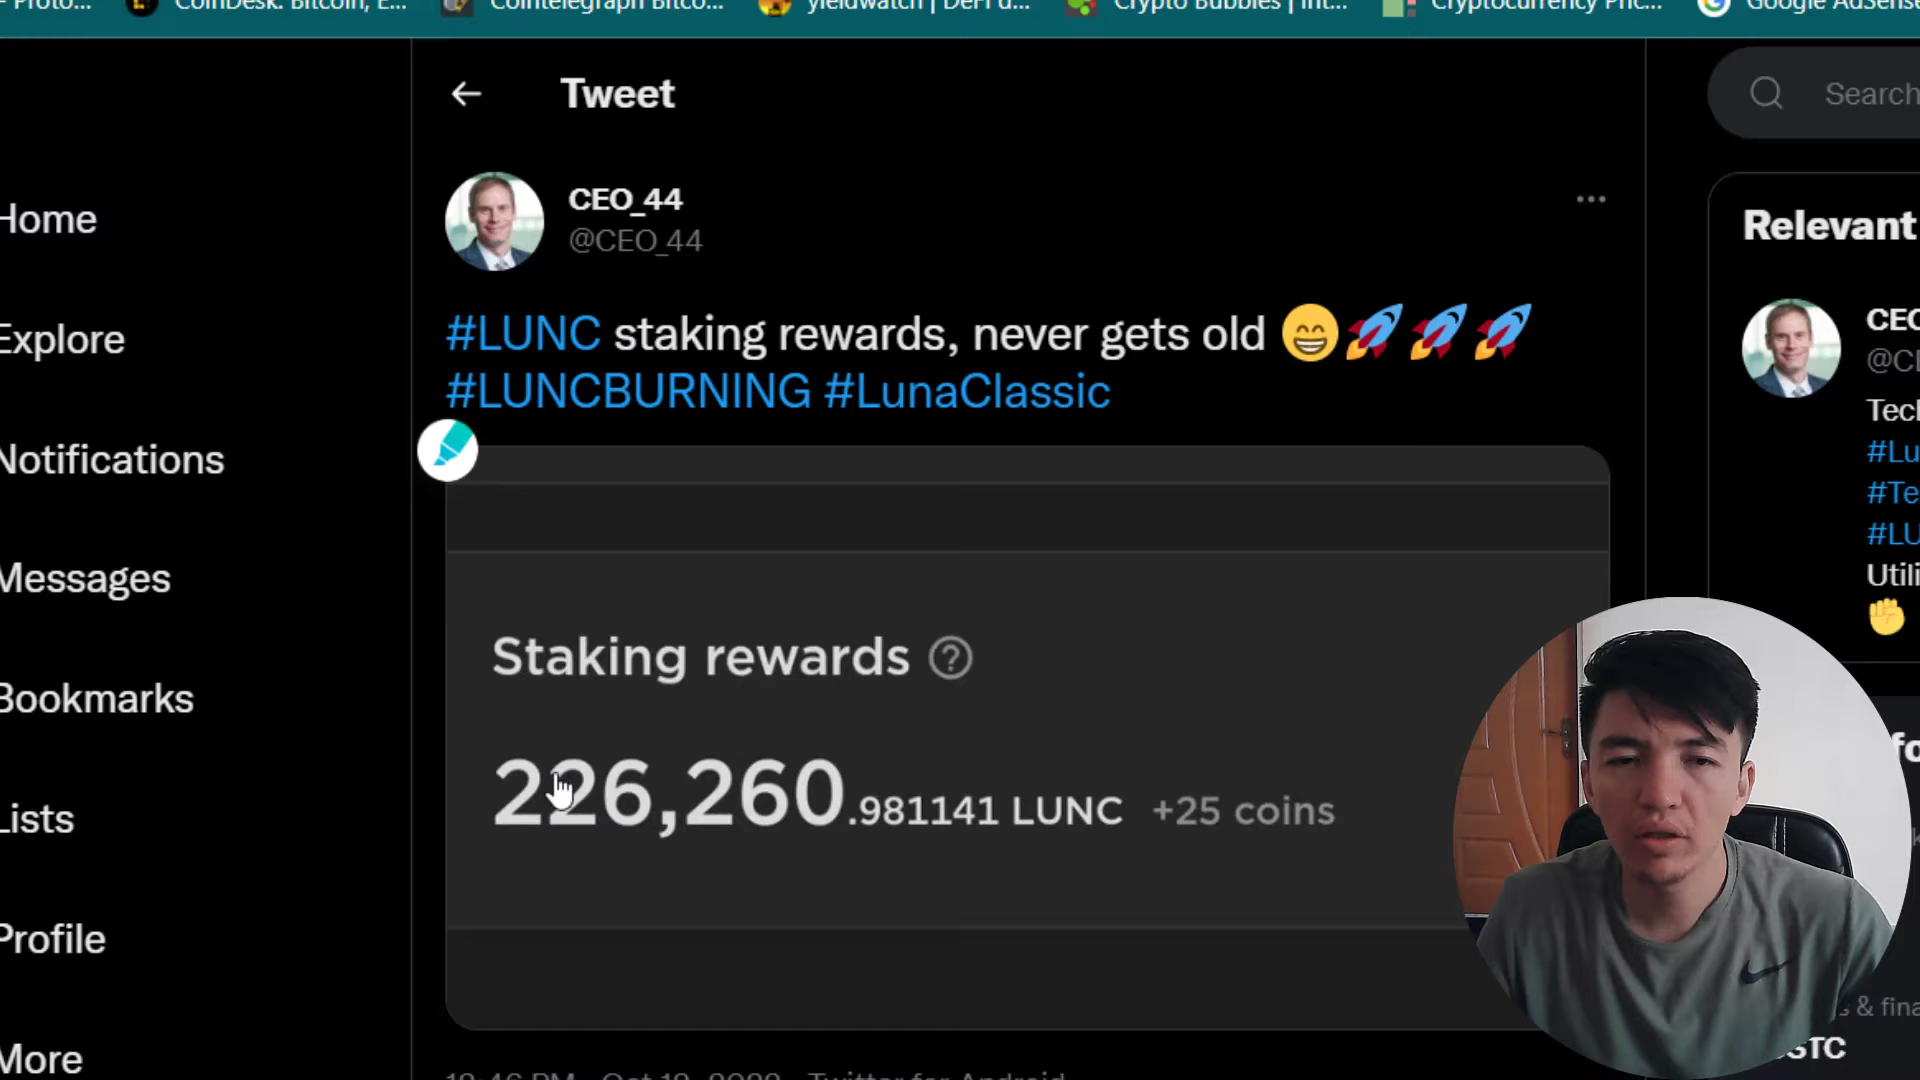 CoinDesk: Bitcoin, E...
Cointelegraph Bitco...
yieldwatch | DeFi d...
Crypto Bubbles | Int...
Cryptocurrency Pric...
Google AdSense
Tweet
Search
CEO_44
@CEO_44
#LUNC staking rewards, never gets old 😁🚀🚀🚀
#LUNCBURNING #LunaClassic
Staking rewards ?
226,260.981141 LUNC +25 coins
Home
Explore
Notifications
Messages
Bookmarks
Lists
Profile
More
Relevant
CEO
@CE
#Lu
#Te
#LU
Utili
✊
& fina